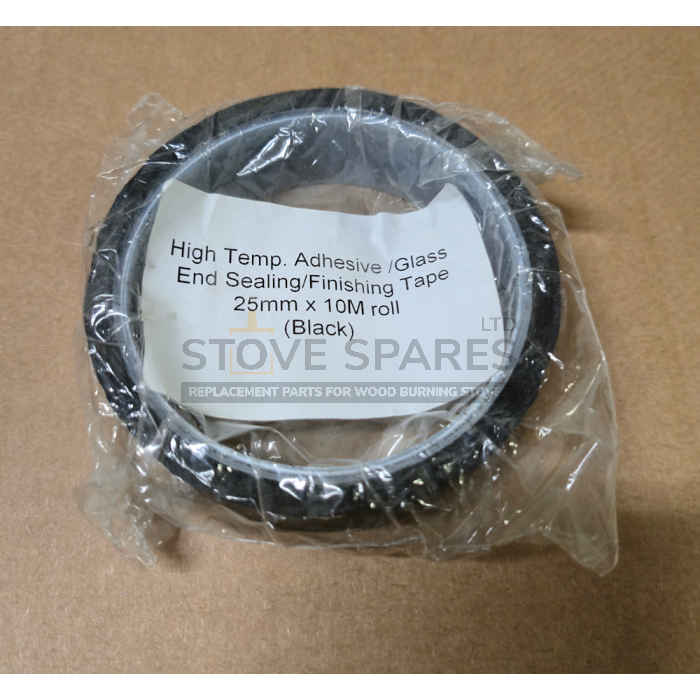 High Temp. Adhesive /Glass
End Sealing/Finishing Tape
25mm x 10M roll
(Black)
LTD
STOVE SPARES
REPLACEMENT PARTS FOR WOOD BURNING STOVES